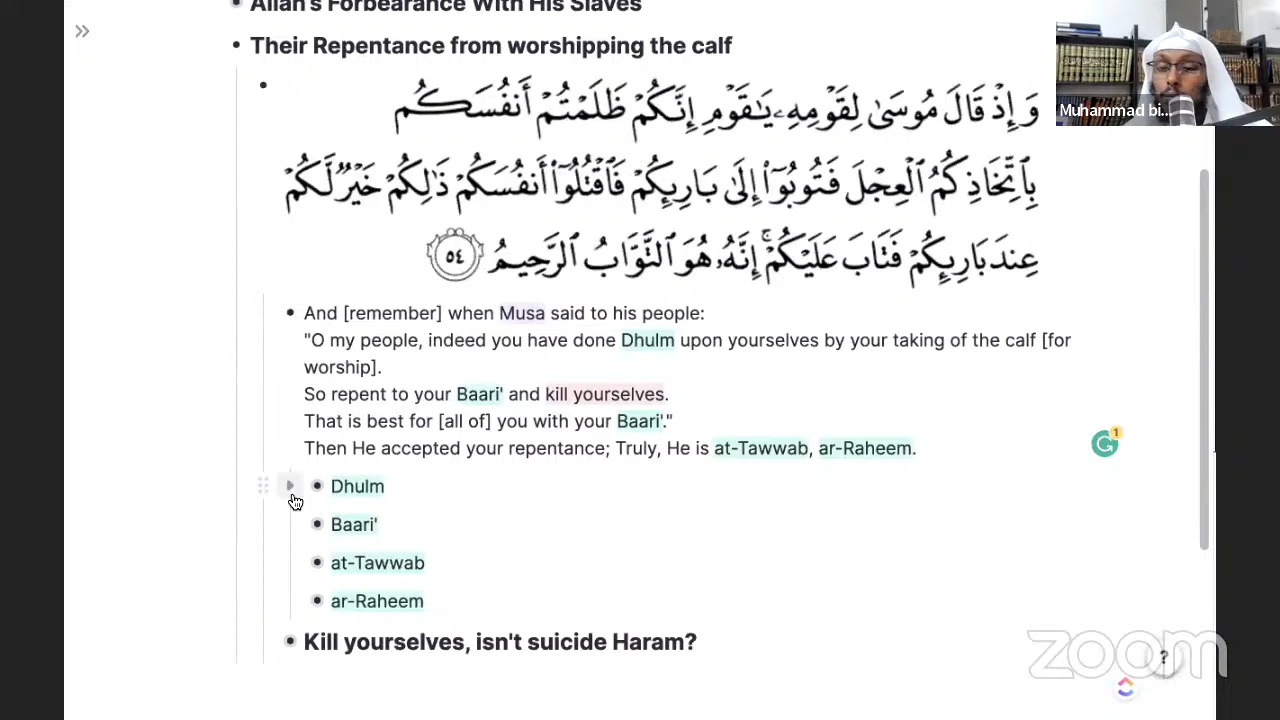 Allah's Forbearance With His Slaves
Their Repentance from worshipping the calf
وَإِذْ قَالَ مُوسَىٰ لِقَوْمِهِۦ يَـٰقَوْمِ إِنَّكُمْ ظَلَمْتُمْ أَنفُسَكُم
بِٱتِّخَاذِكُمُ ٱلْعِجْلَ فَتُوبُوٓا۟ إِلَىٰ بَارِئِكُمْ فَٱقْتُلُوٓا۟ أَنفُسَكُمْ ذَٰلِكُمْ خَيْرٌ لَّكُمْ
عِندَ بَارِئِكُمْ فَتَابَ عَلَيْكُمْ ۚ إِنَّهُۥ هُوَ ٱلتَّوَّابُ ٱلرَّحِيمُ ٥٤
And [remember] when Musa said to his people:
"O my people, indeed you have done Dhulm upon yourselves by your taking of the calf [for
worship].
So repent to your Baari' and kill yourselves.
That is best for [all of] you with your Baari'."
Then He accepted your repentance; Truly, He is at-Tawwab, ar-Raheem.
Dhulm
Baari'
at-Tawwab
ar-Raheem
Kill yourselves, isn't suicide Haram?
Muhammad bi...
1
zoom
?